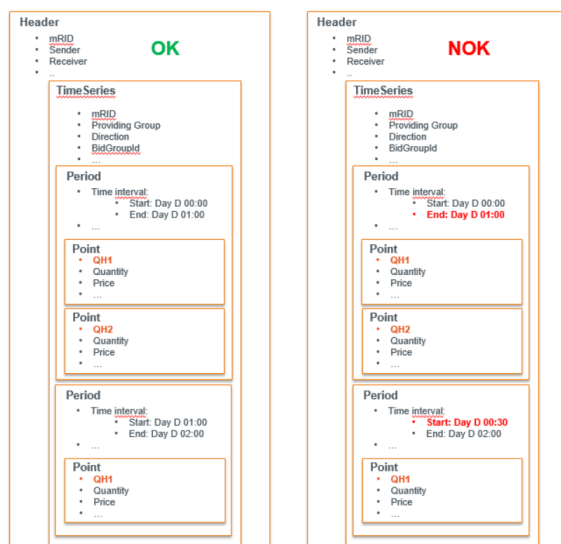 Header
OK
• mRID
• Sender
• Receiver
• ..
TimeSeries
• mRID
• Providing Group
• Direction
• BidGroupId
• ...
Period
• Time interval:
• Start: Day D 00:00
• End: Day D 01:00
• ...
Point
• QH1
• Quantity
• Price
• ...
Point
• QH2
• Quantity
• Price
• ...
Period
• Time interval:
• Start: Day D 01:00
• End: Day D 02:00
• ...
Point
• QH1
• Quantity
• Price
• ...
Header
NOK
• mRID
• Sender
• Receiver
• ..
TimeSeries
• mRID
• Providing Group
• Direction
• BidGroupId
• ...
Period
• Time interval:
• Start: Day D 00:00
• End: Day D 01:00
• ...
Point
• QH1
• Quantity
• Price
• ...
Point
• QH2
• Quantity
• Price
• ...
Period
• Time interval:
• Start: Day D 00:30
• End: Day D 02:00
• ...
Point
• QH1
• Quantity
• Price
• ...